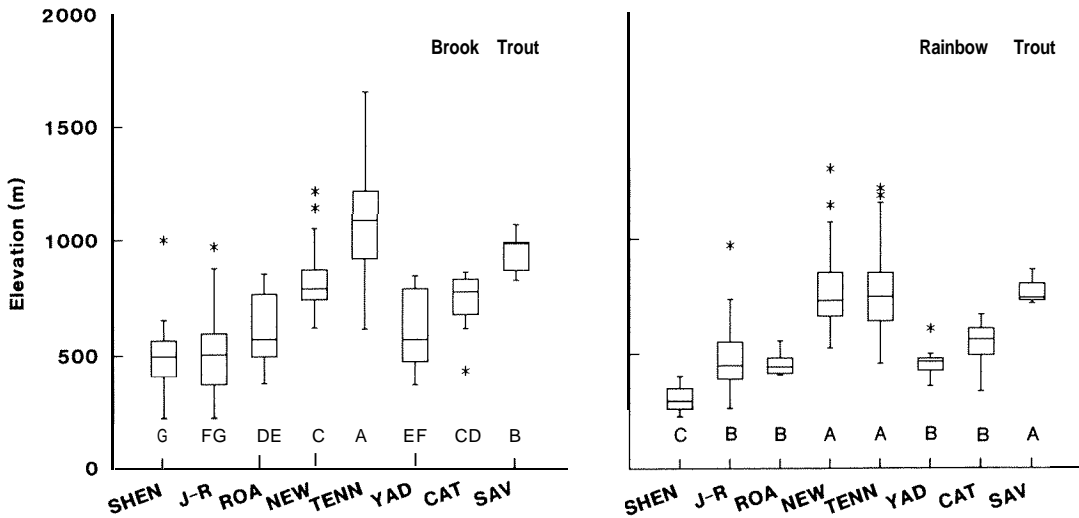 2000
Brook Trout
Rainbow Trout
1500
1000
500
0
Elevation (m)
G FG DE C A EF CD B
SHEN J-R ROA NEW TENN YAD CAT SAV
C B B A A B B A
SHEN J-R ROA NEW TENN YAD CAT SAV